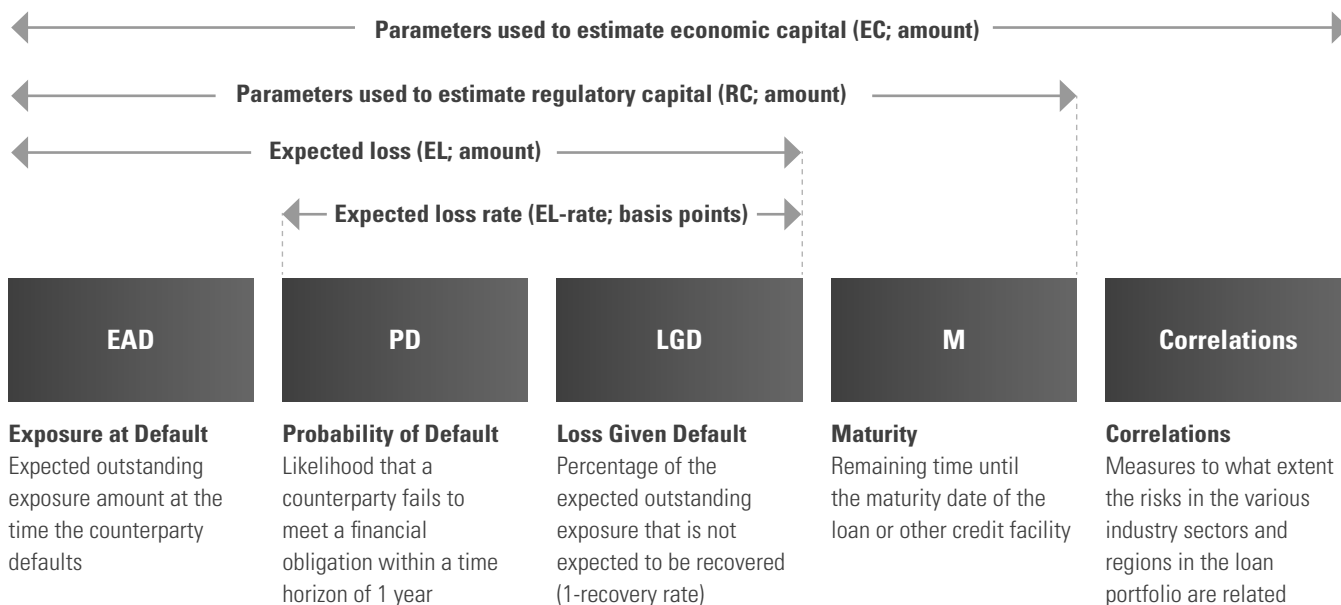 Parameters used to estimate economic capital (EC; amount)
Parameters used to estimate regulatory capital (RC; amount)
Expected loss (EL; amount)
Expected loss rate (EL-rate; basis points)
EAD
PD
LGD
M
Correlations
Exposure at Default
Expected outstanding
exposure amount at the
time the counterparty
defaults
Probability of Default
Likelihood that a
counterparty fails to
meet a financial
obligation within a time
horizon of 1 year
Loss Given Default
Percentage of the
expected outstanding
exposure that is not
expected to be recovered
(1-recovery rate)
Maturity
Remaining time until
the maturity date of the
loan or other credit facility
Correlations
Measures to what extent
the risks in the various
industry sectors and
regions in the loan
portfolio are related